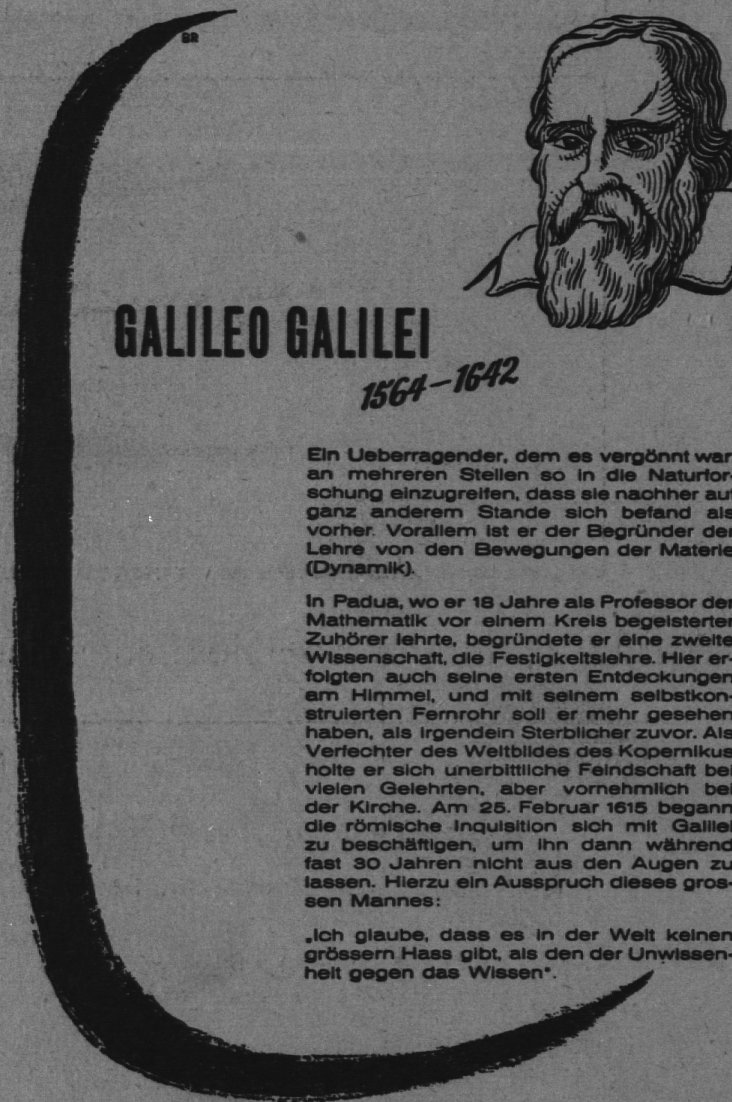 BR
GALILEO GALILEI
1564–1642
Ein Ueberragender, dem es vergönnt war
an mehreren Stellen so in die Naturfor-
schung einzugreifen, dass sie nachher auf
ganz anderem Stande sich befand als
vorher. Vorallem ist er der Begründer der
Lehre von den Bewegungen der Materie
(Dynamik).
In Padua, wo er 18 Jahre als Professor der
Mathematik vor einem Kreis begeisterter
Zuhörer lehrte, begründete er eine zweite
Wissenschaft, die Festigkeitslehre. Hier er-
folgten auch seine ersten Entdeckungen
am Himmel, und mit seinem selbstkon-
struierten Fernrohr soll er mehr gesehen
haben, als irgendein Sterblicher zuvor. Als
Verfechter des Weltbildes des Kopernikus
holte er sich unerbittliche Feindschaft bei
vielen Gelehrten, aber vornehmlich bei
der Kirche. Am 25. Februar 1615 begann
die römische Inquisition sich mit Galilei
zu beschäftigen, um ihn dann während
fast 30 Jahren nicht aus den Augen zu
lassen. Hierzu ein Ausspruch dieses gros-
sen Mannes:
„Ich glaube, dass es in der Welt keinen
grössern Hass gibt, als den der Unwissen-
heit gegen das Wissen".